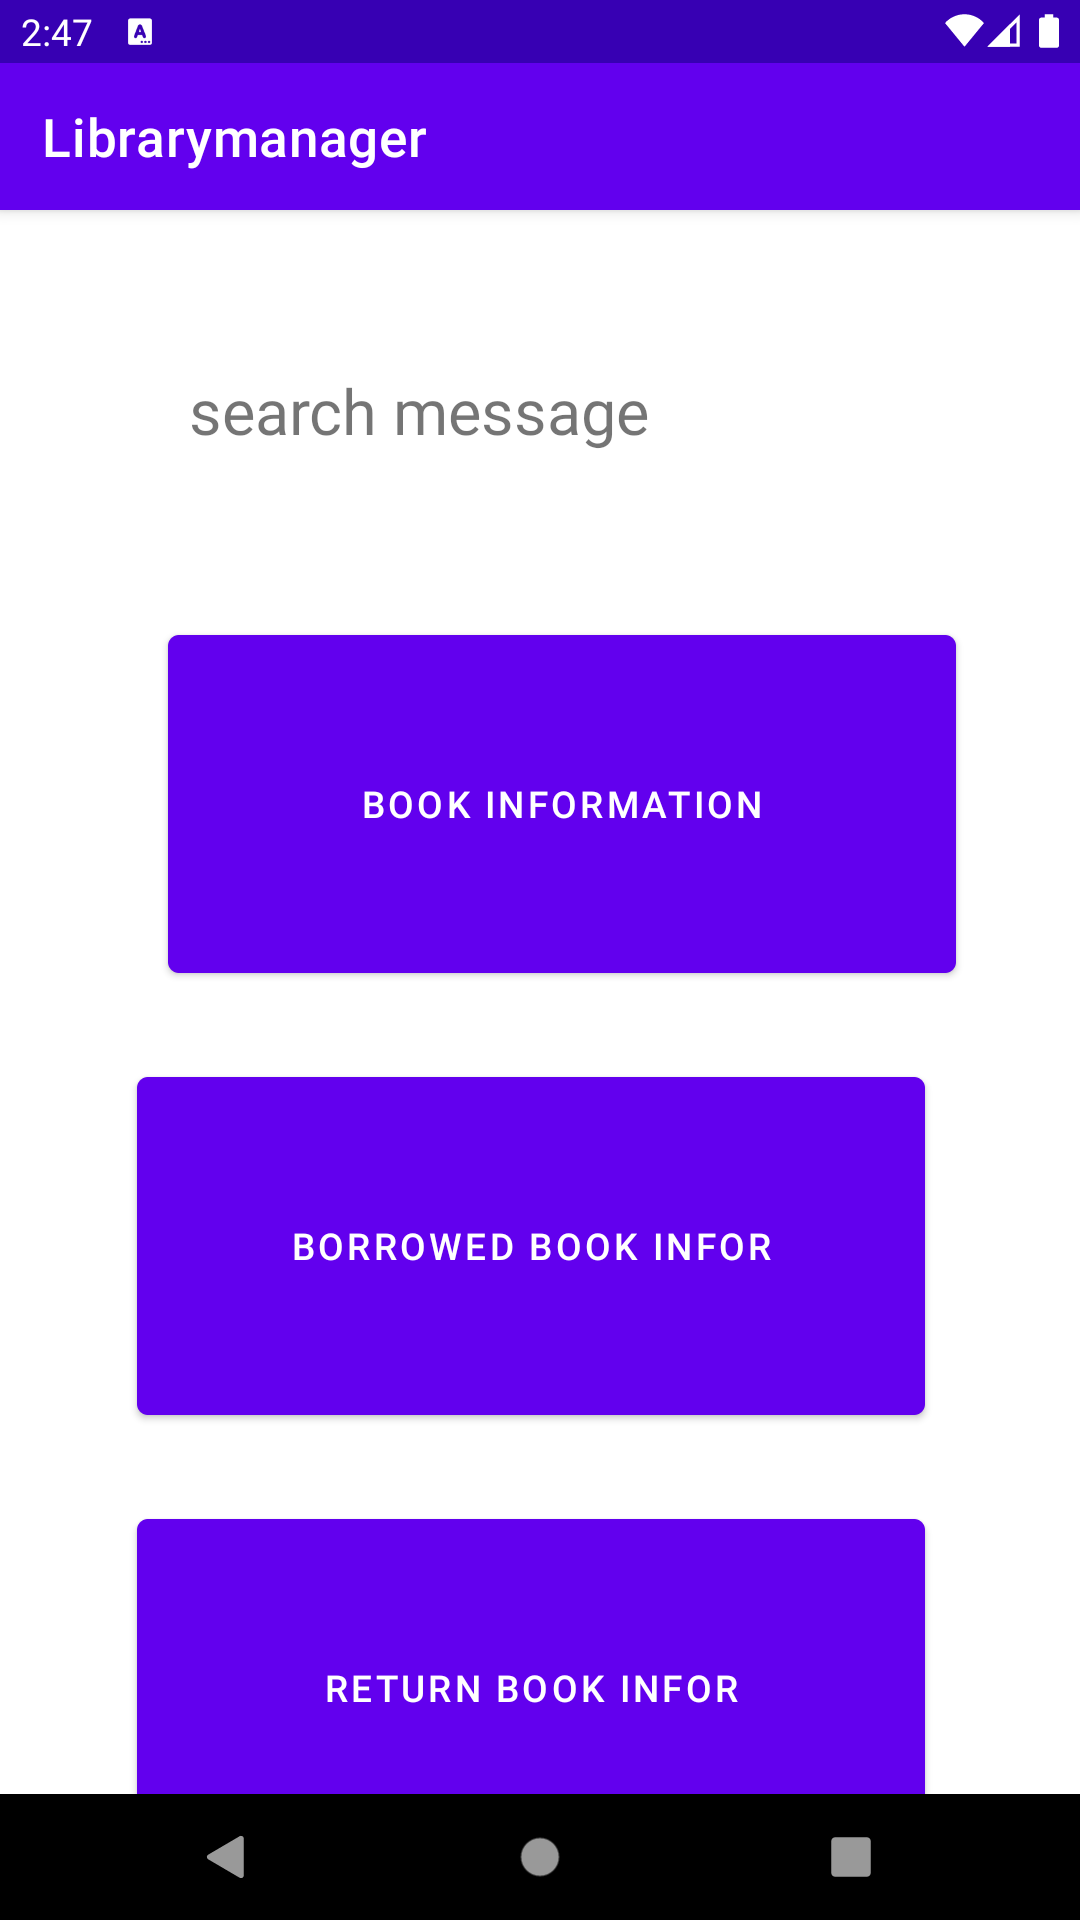 2:47
Librarymanager
search message
BOOK INFORMATION
BORROWED BOOK INFOR
RETURN BOOK INFOR